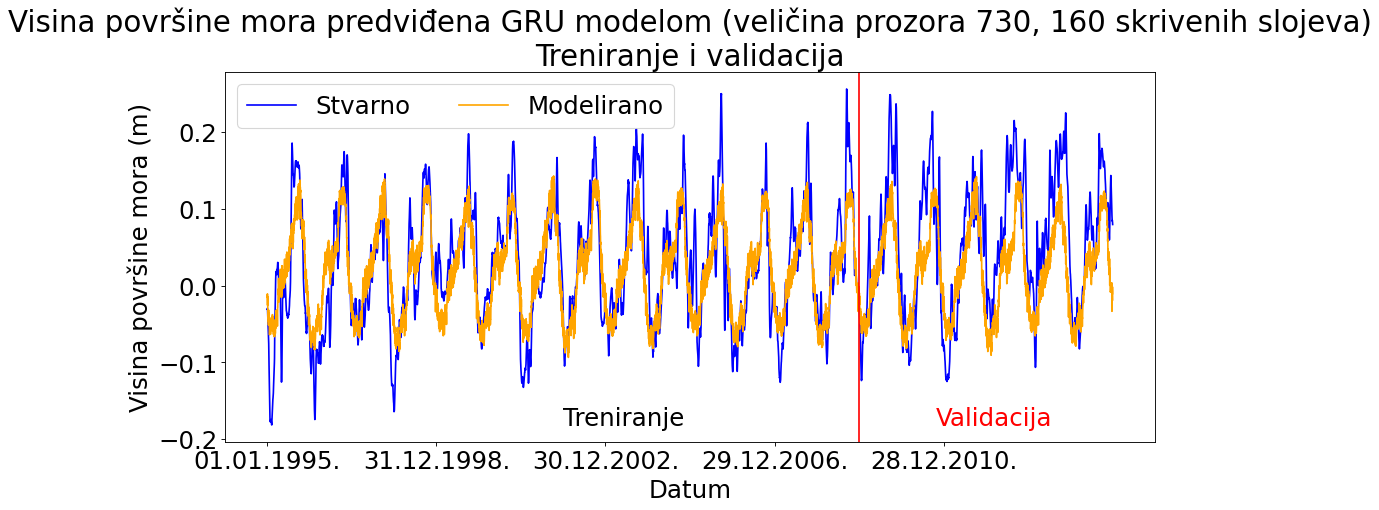 Visina površine mora predviđena GRU modelom (veličina prozora 730, 160 skrivenih slojeva)
Treniranje i validacija
Stvarno
Modelirano
Visina površine mora (m)
0.2
0.1
0.0
−0.1
−0.2
Treniranje
Validacija
01.01.1995.
31.12.1998.
30.12.2002.
29.12.2006.
28.12.2010.
Datum